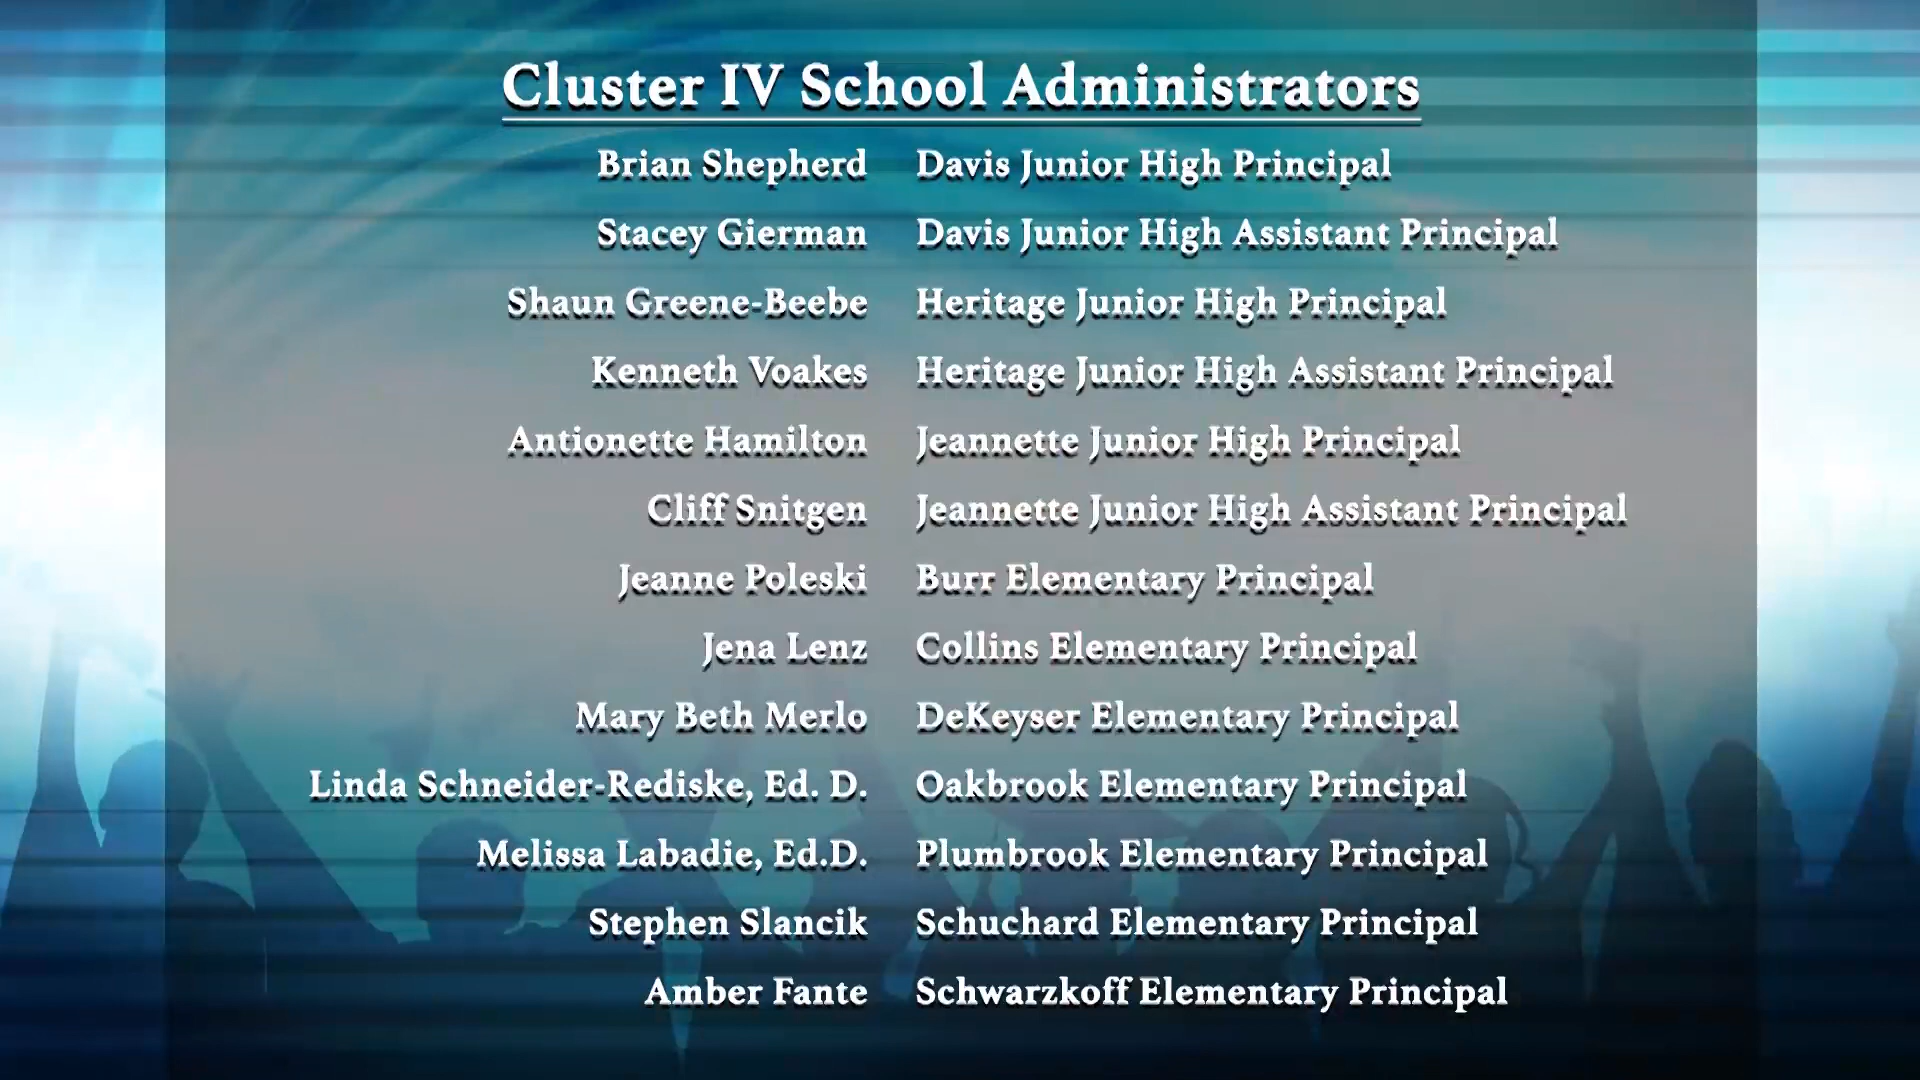 Cluster IV School Administrators
Brian Shepherd Davis Junior High Principal
Stacey Gierman Davis Junior High Assistant Principal
Shaun Greene-Beebe Heritage Junior High Principal
Kenneth Voakes Heritage Junior High Assistant Principal
Antionette Hamilton Jeannette Junior High Principal
Cliff Snitgen Jeannette Junior High Assistant Principal
Jeanne Poleski Burr Elementary Principal
Jena Lenz Collins Elementary Principal
Mary Beth Merlo DeKeyser Elementary Principal
Linda Schneider-Rediske, Ed. D. Oakbrook Elementary Principal
Melissa Labadie, Ed.D. Plumbrook Elementary Principal
Stephen Slancik Schuchard Elementary Principal
Amber Fante Schwarzkoff Elementary Principal